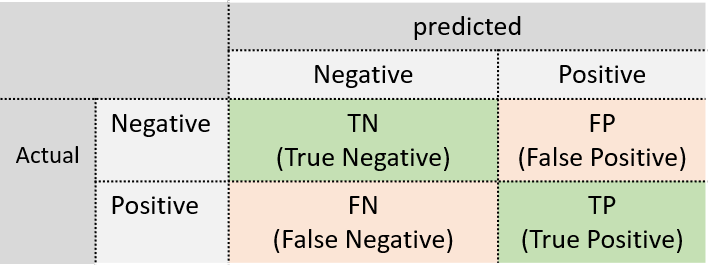 predicted
Negative Positive
Actual
Negative
TN
(True Negative)
FP
(False Positive)
Positive
FN
(False Negative)
TP
(True Positive)